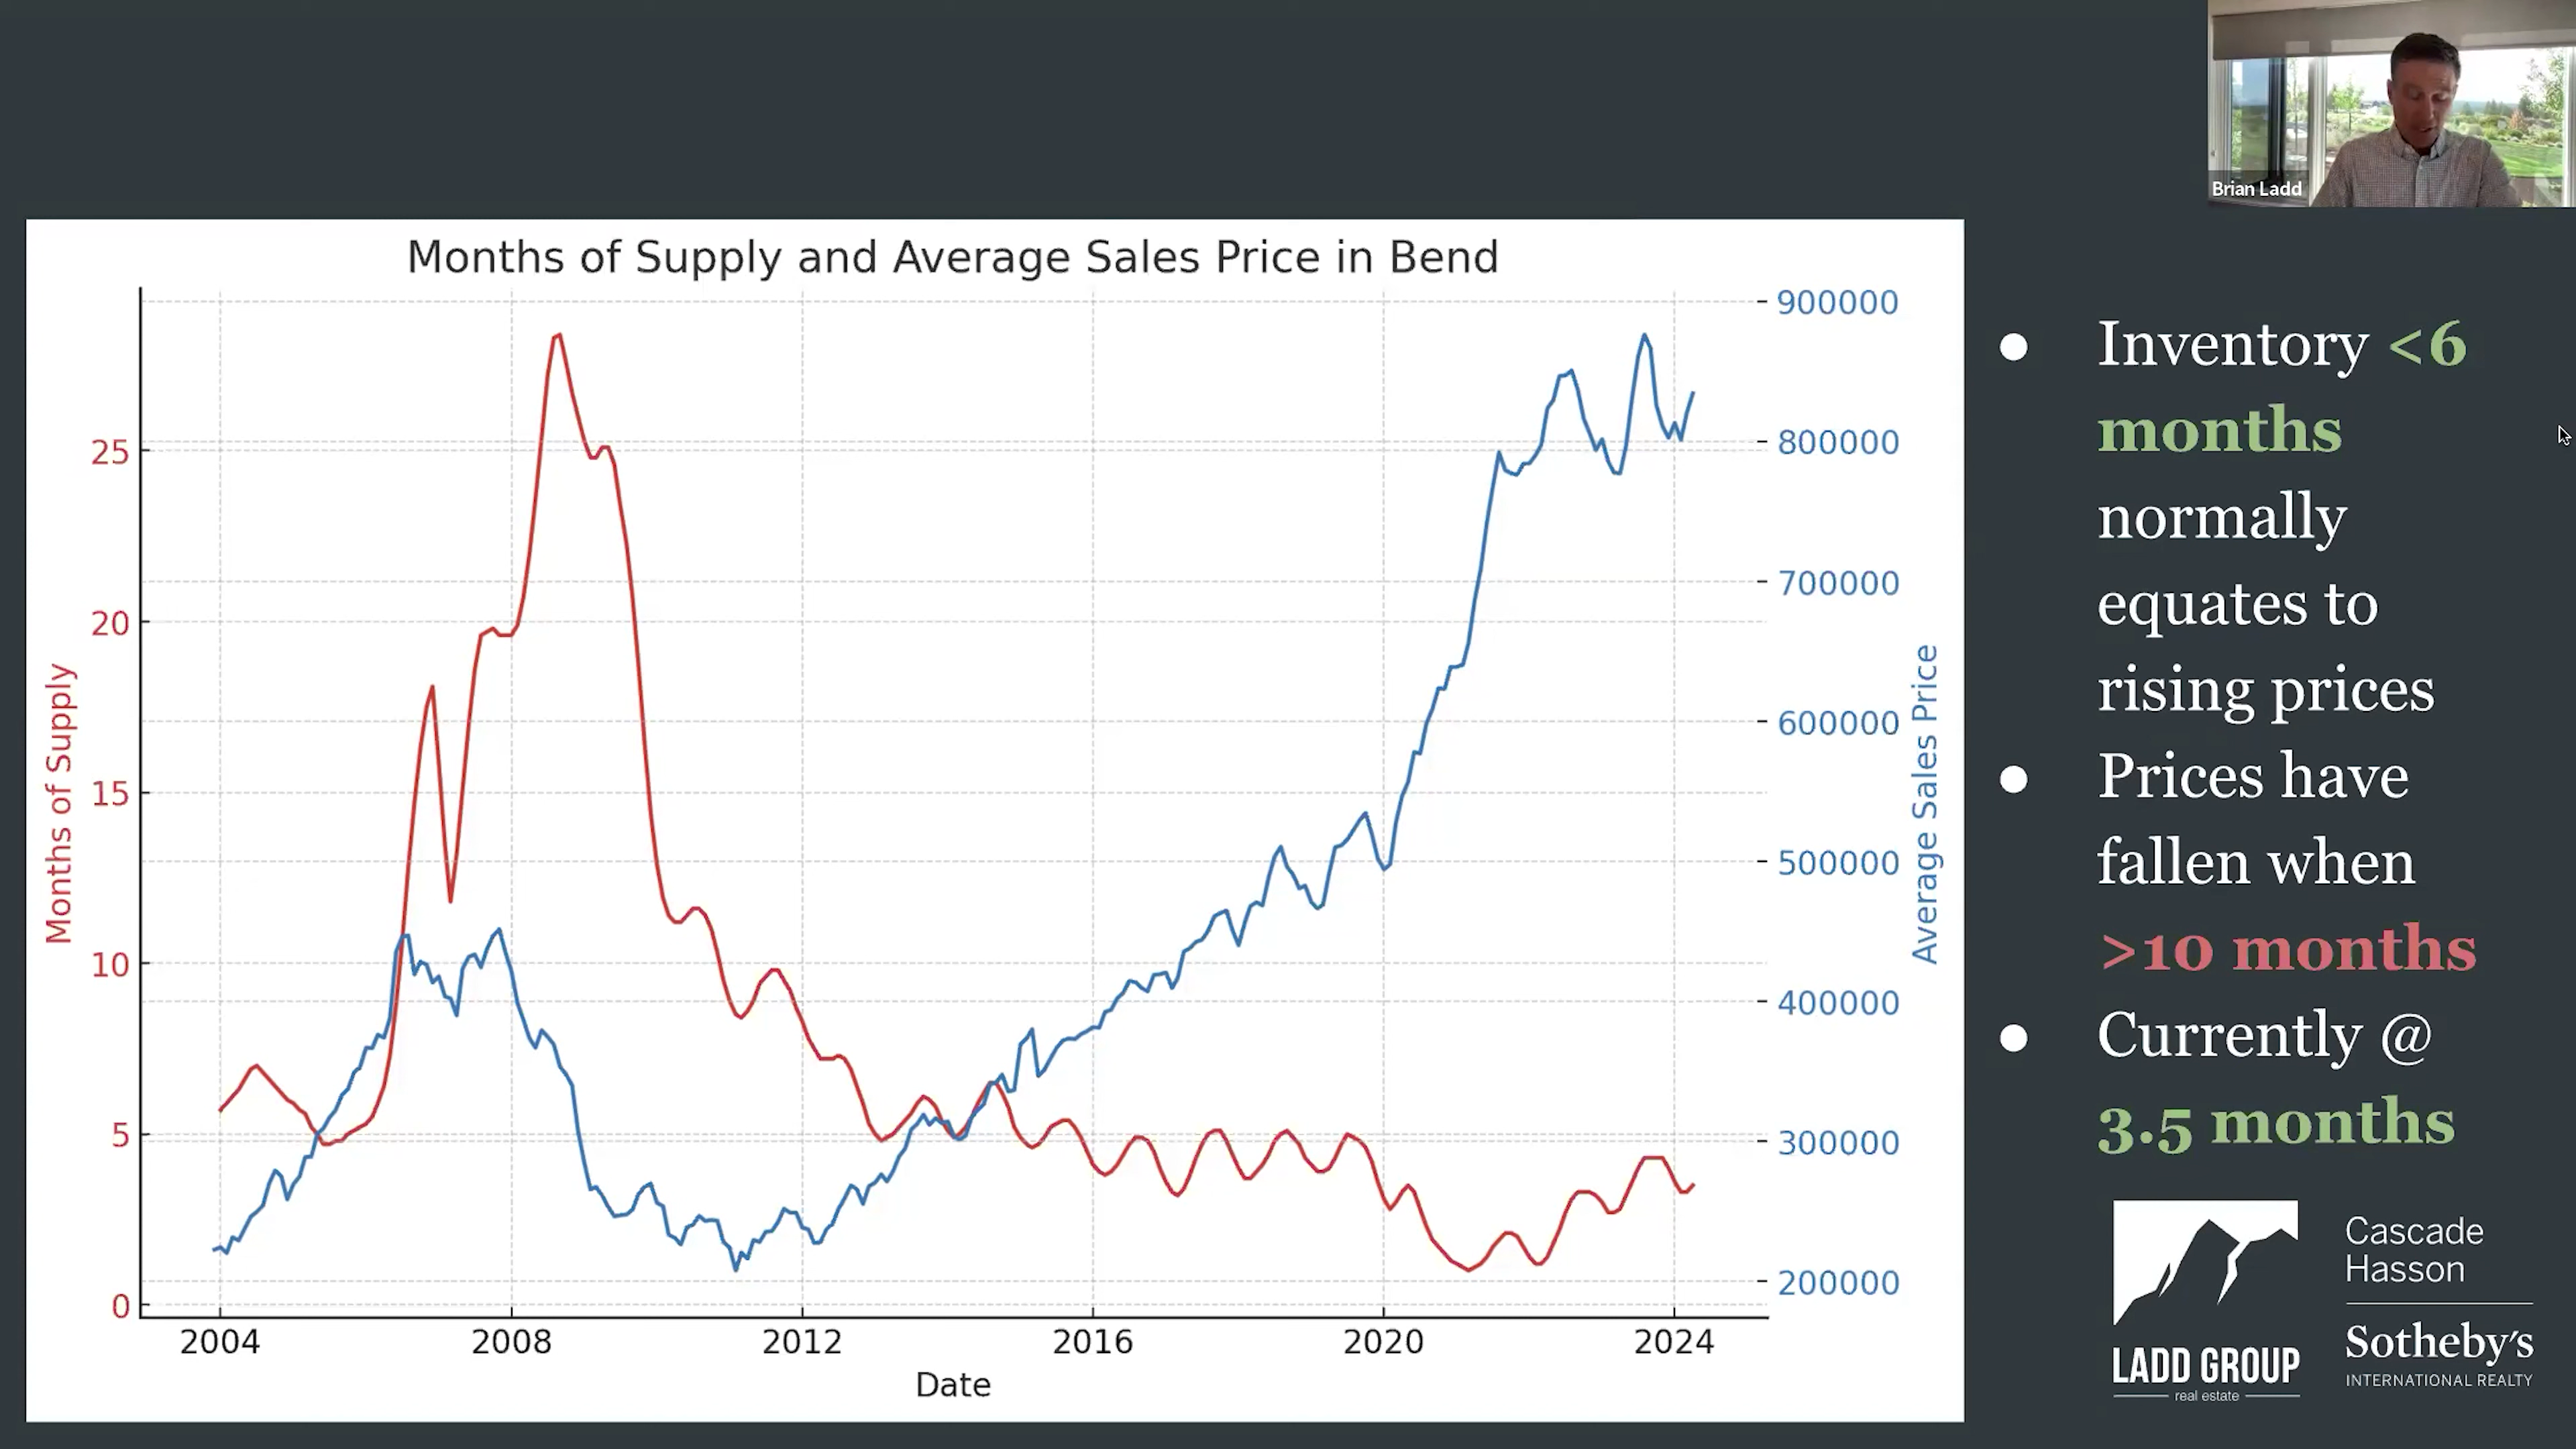 Brian Ladd
Months of Supply and Average Sales Price in Bend
Months of Supply
25
20
15
10
5
0
900000
800000
700000
600000
500000
400000
300000
200000
Average Sales Price
2004 2008 2012 2016 2020 2024
Date
● Inventory <6
months
normally
equates to
rising prices
● Prices have
fallen when
>10 months
● Currently @
3.5 months
LADD GROUP
real estate
Cascade
Hasson
Sotheby's
INTERNATIONAL REALTY